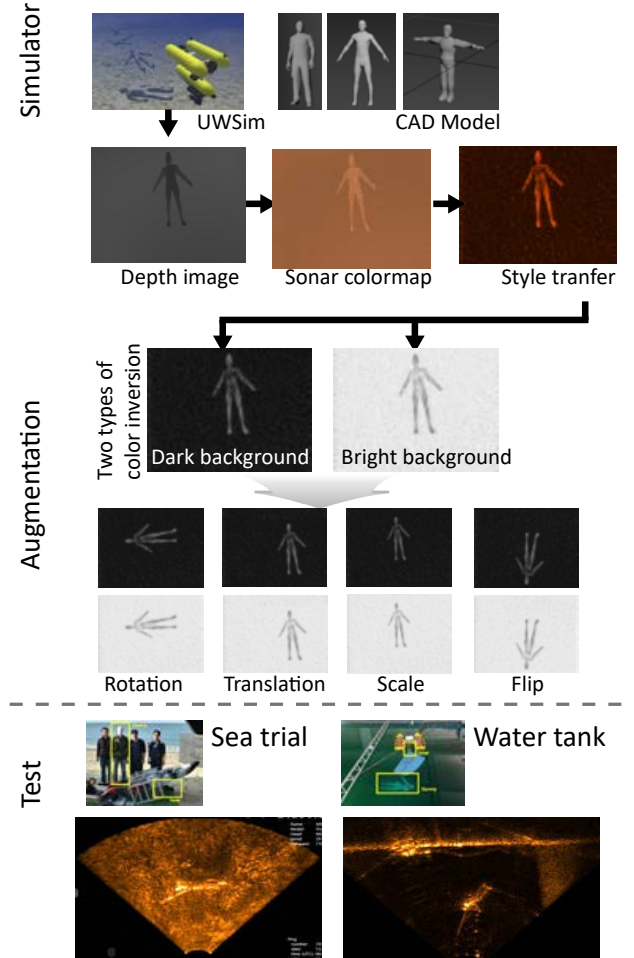 Simulator
UWSim
CAD Model
Depth image
Sonar colormap
Style tranfer
Augmentation
Two types of
color inversion
Dark background
Bright background
Rotation
Translation
Scale
Flip
Test
Sea trial
Water tank